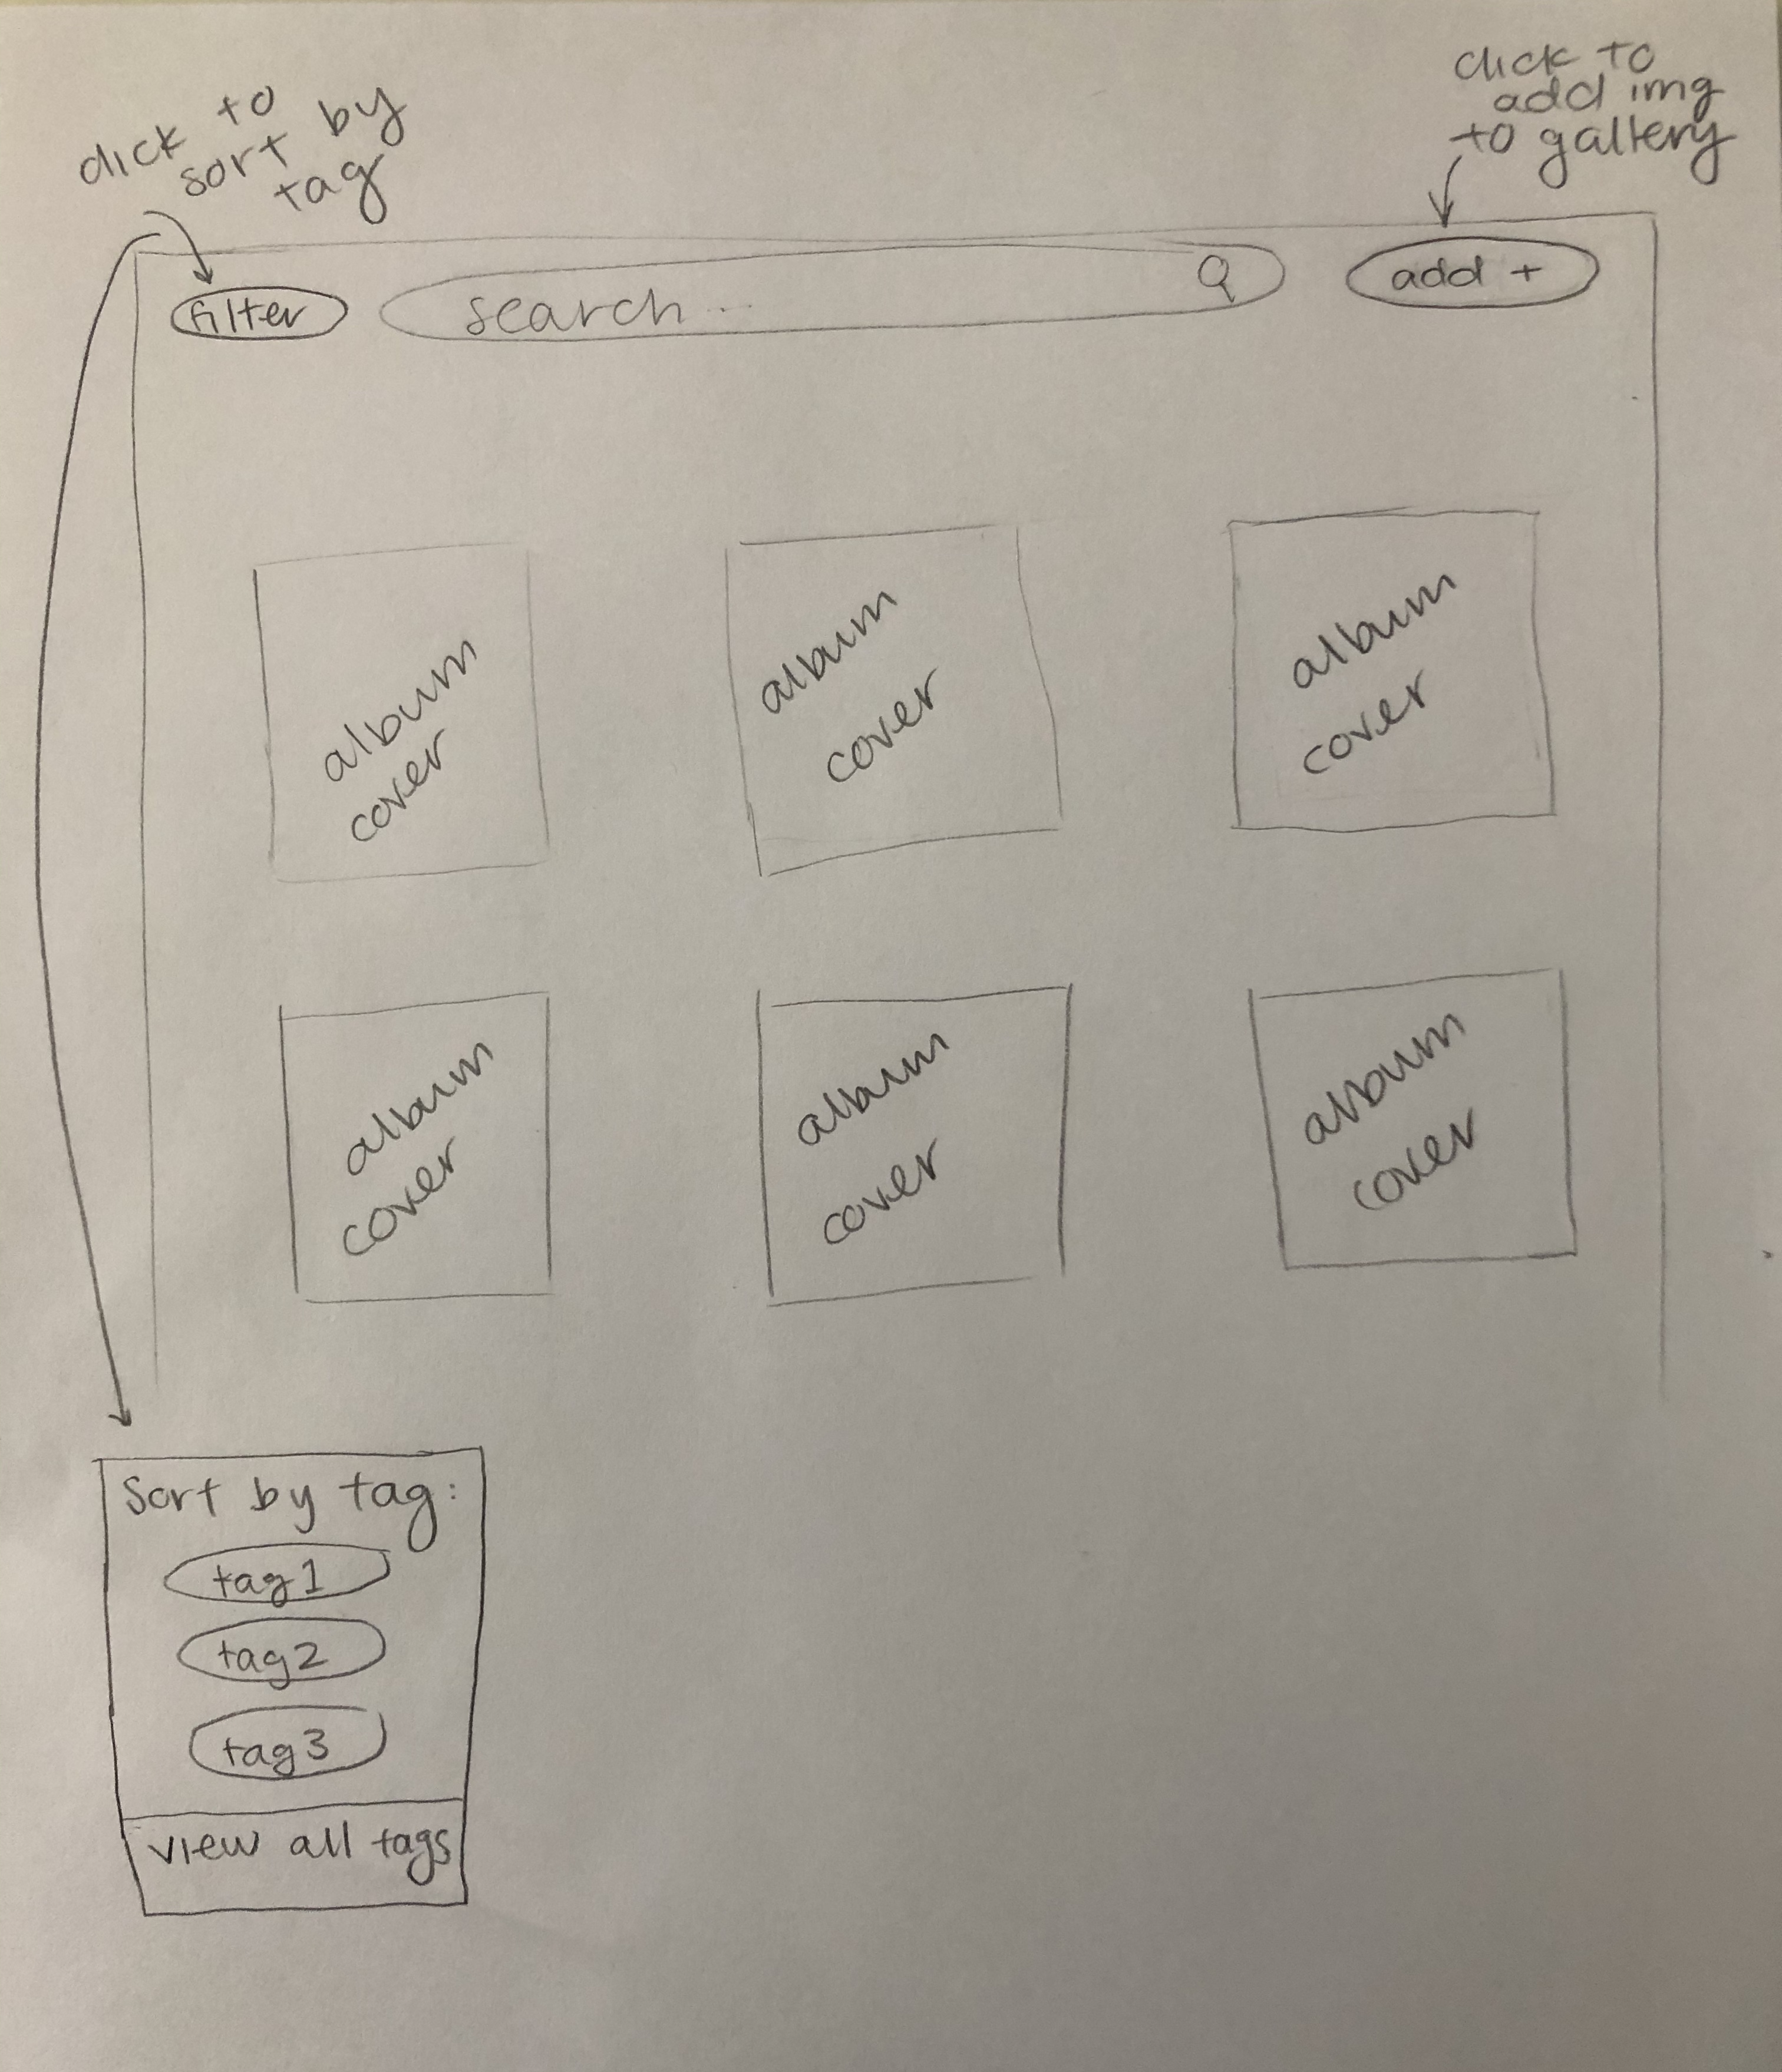 click to
sort by
tag
click to
add img
to gallery
filter
search...
add +
album
cover
album
cover
album
cover
album
cover
album
cover
album
cover
Sort by tag:
tag1
tag2
tag3
view all tags